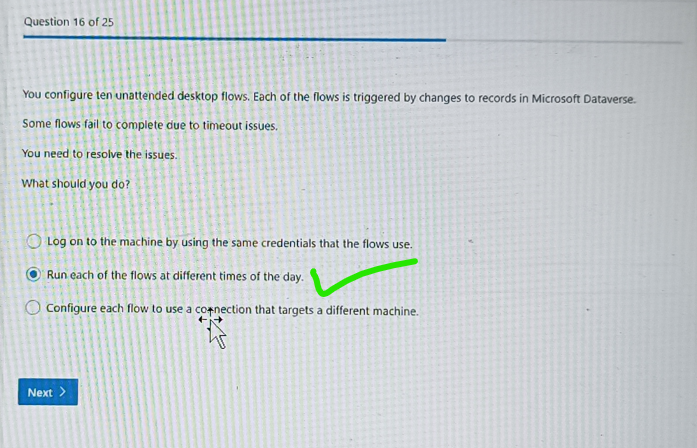 Question 16 of 25
You configure ten unattended desktop flows. Each of the flows is triggered by changes to records in Microsoft Dataverse.
Some flows fail to complete due to timeout issues.
You need to resolve the issues.
What should you do?
Log on to the machine by using the same credentials that the flows use.
Run each of the flows at different times of the day.
Configure each flow to use a connection that targets a different machine.
Next >